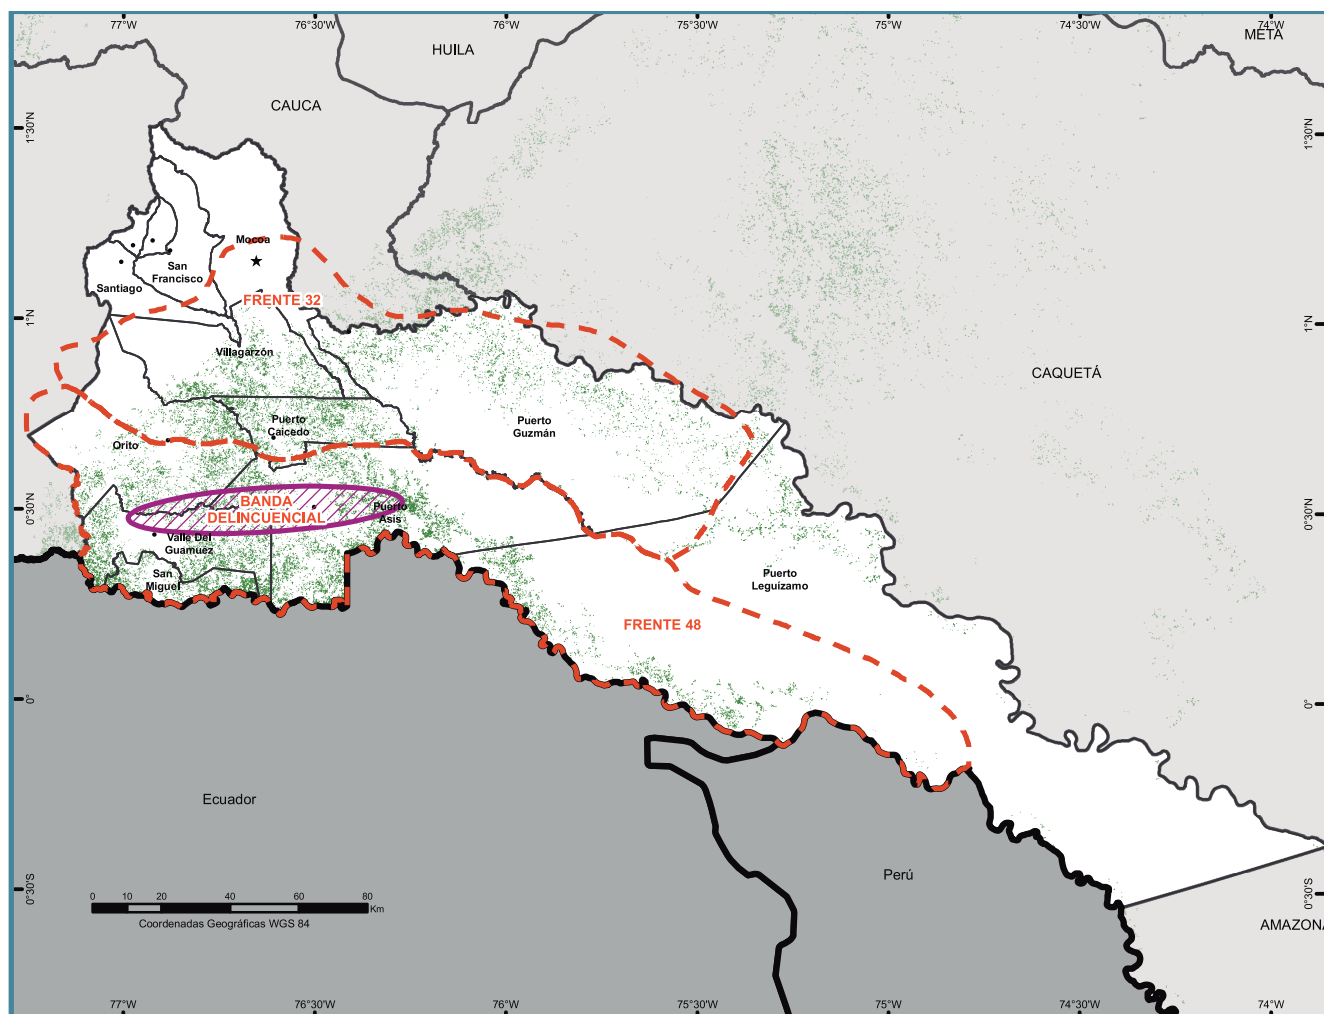 77°W
76°30'W
76°W
75°30'W
75°W
74°30'W
74°W
META
HUILA
CAUCA
1°30'N
1°30'N
Mocoa
San
Francisco
Santiago
FRENTE 32
1°N
1°N
Villagarzón
CAQUETÁ
Puerto
Caicedo
Puerto
Guzmán
Orito
BANDA
DELINCUENCIAL
Puerto
Asís
0°30'N
0°30'N
Valle Del
Guamuez
San
Miguel
Puerto
Leguizamo
FRENTE 48
0°
0°
Ecuador
Perú
0°30'S
0°30'S
0
10
20
40
60
80
Km
Coordenadas Geográficas WGS 84
AMAZONA
77°W
76°30'W
76°W
75°30'W
75°W
74°30'W
74°W